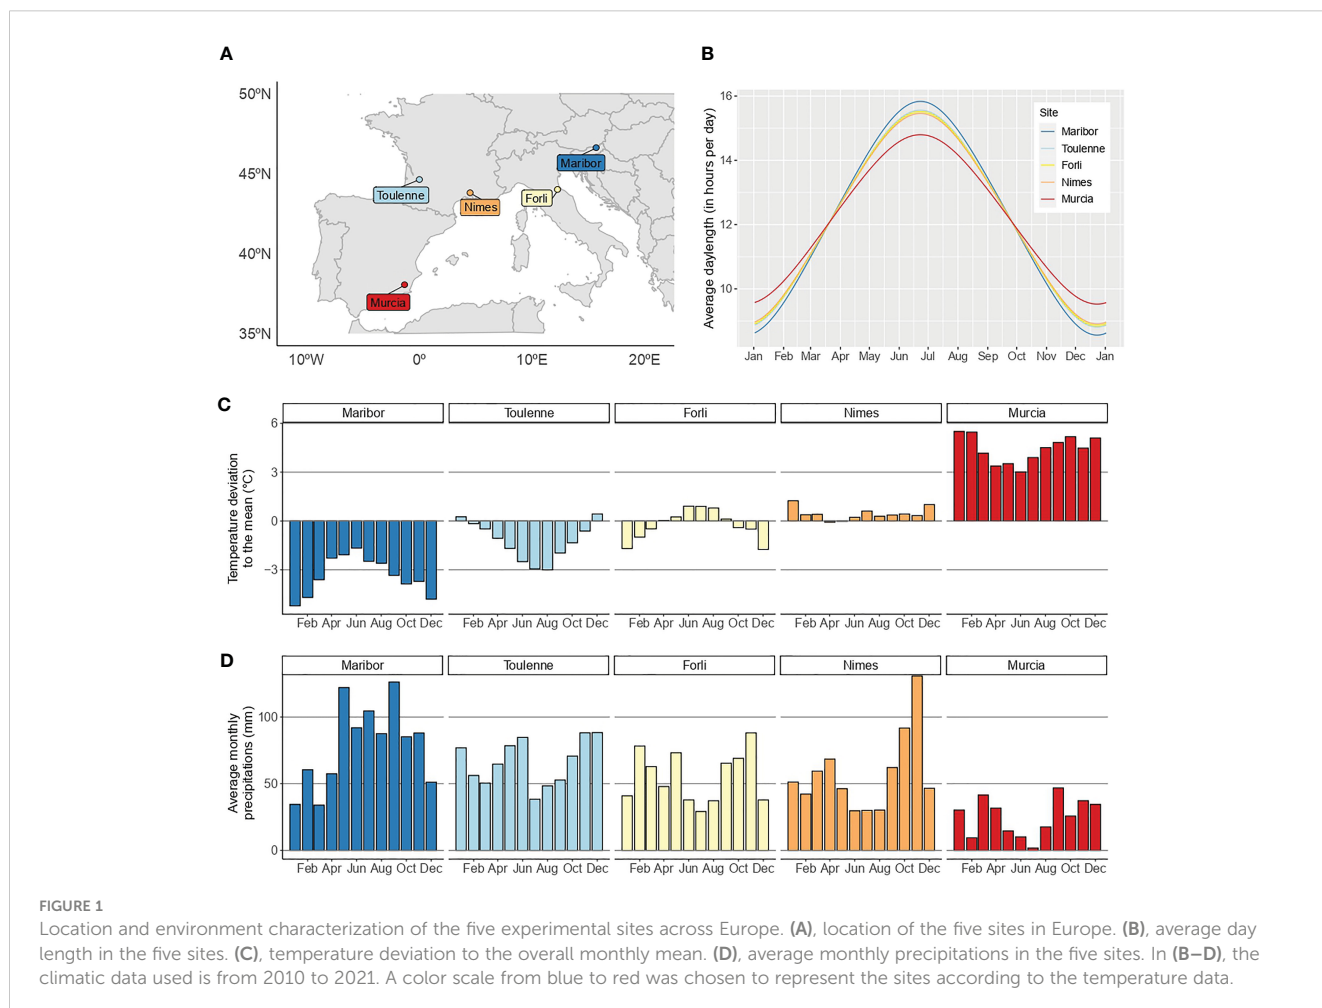 A
50ºN
45ºN
40ºN
35ºN
10ºW
0º
10ºE
20ºE
Maribor
Toulenne
Nimes
Forli
Murcia
B
Average daylength (in hours per day)
16
14
12
10
Jan Feb Mar Apr May Jun Jul Aug Sep Oct Nov Dec Jan
Site
Maribor
Toulenne
Forli
Nimes
Murcia
C
Maribor Toulenne Forli Nimes Murcia
Temperature deviation
to the mean (°C)
6
3
0
−3
Feb Apr Jun Aug Oct Dec Feb Apr Jun Aug Oct Dec Feb Apr Jun Aug Oct Dec Feb Apr Jun Aug Oct Dec Feb Apr Jun Aug Oct Dec
D
Maribor Toulenne Forli Nimes Murcia
Average monthly
precipitations (mm)
100
50
0
Feb Apr Jun Aug Oct Dec Feb Apr Jun Aug Oct Dec Feb Apr Jun Aug Oct Dec Feb Apr Jun Aug Oct Dec Feb Apr Jun Aug Oct Dec
FIGURE 1
Location and environment characterization of the five experimental sites across Europe. (A), location of the five sites in Europe. (B), average day
length in the five sites. (C), temperature deviation to the overall monthly mean. (D), average monthly precipitations in the five sites. In (B–D), the
climatic data used is from 2010 to 2021. A color scale from blue to red was chosen to represent the sites according to the temperature data.